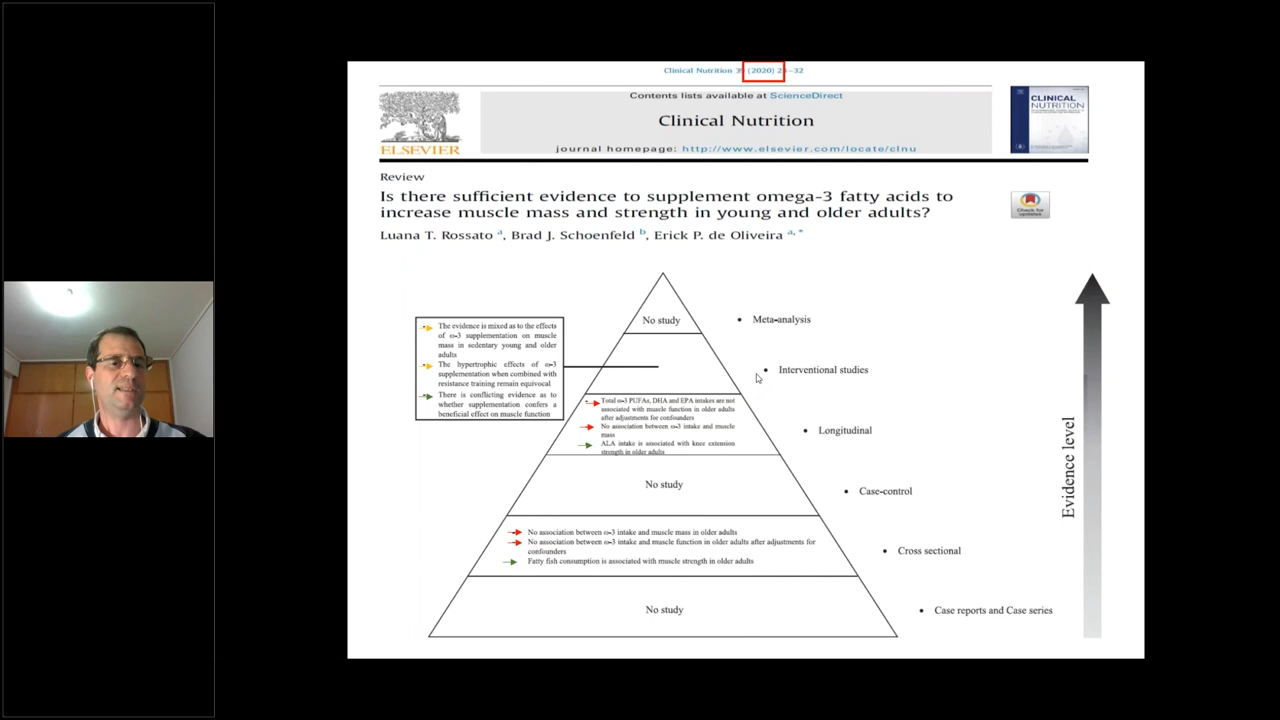 Clinical Nutrition 3 (2020) 2 –32
Contents lists available at ScienceDirect
Clinical Nutrition
journal homepage: http://www.elsevier.com/locate/clnu
ELSEVIER
CLINICAL
NUTRITION
Check for
updates
Review
Is there sufficient evidence to supplement omega-3 fatty acids to
increase muscle mass and strength in young and older adults?
Luana T. Rossato a, Brad J. Schoenfeld b, Erick P. de Oliveira a, *
No study
• Meta-analysis
The evidence is mixed as to the effects
of ω-3 supplementation on muscle
mass in sedentary young and older
adults
The hypertrophic effects of ω-3
supplementation when combined with
resistance training remain equivocal
There is conflicting evidence as to
whether supplementation confers a
beneficial effect on muscle function
• Interventional studies
Total ω-3 PUFAs, DHA and EPA intakes are not
associated with muscle function in older adults
after adjustments for confounders
No association between ω-3 intake and muscle
mass
ALA intake is associated with knee extension
strength in older adults
• Longitudinal
No study
• Case-control
No association between ω-3 intake and muscle mass in older adults
No association between ω-3 intake and muscle function in older adults after adjustments for
confounders
Fatty fish consumption is associated with muscle strength in older adults
• Cross sectional
No study
• Case reports and Case series
Evidence level